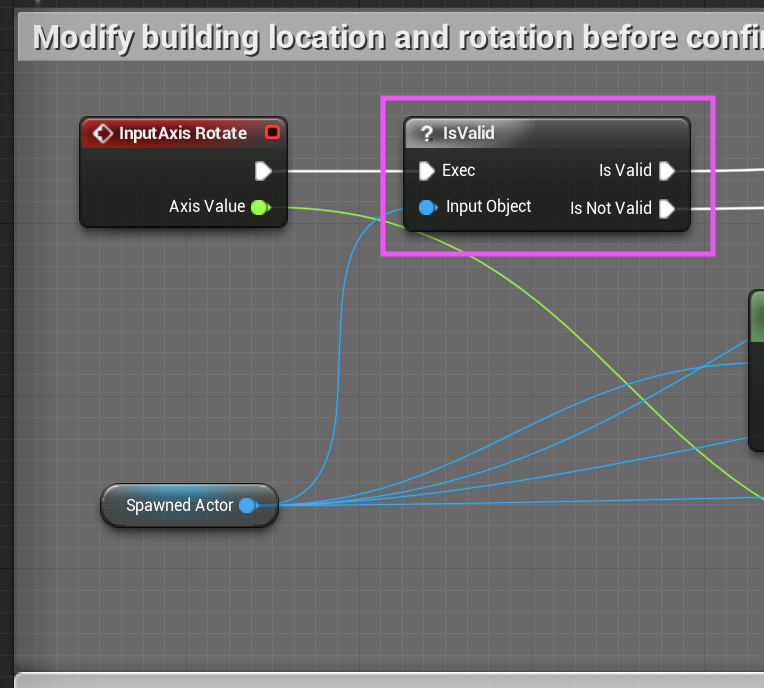 Modify building location and rotation before
InputAxis Rotate
Axis Value
? IsValid
Exec
Is Valid
Input Object
Is Not Valid
Spawned Actor